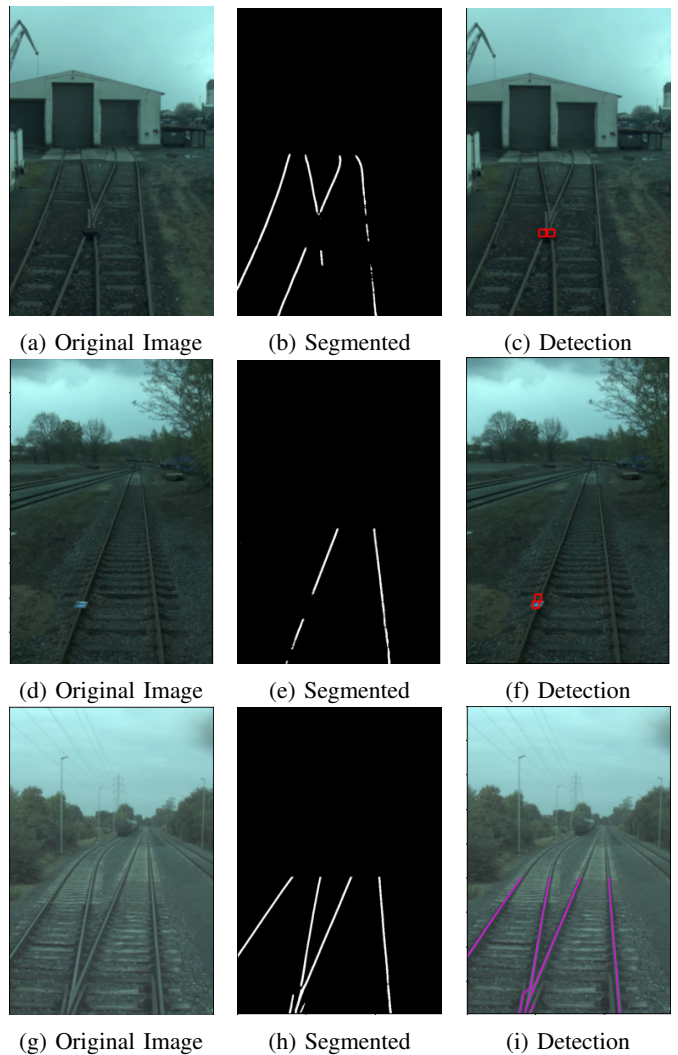 (a) Original Image (b) Segmented (c) Detection
(d) Original Image (e) Segmented (f) Detection
(g) Original Image (h) Segmented (i) Detection